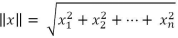 ‖x‖ = √(x₁² + x₂² + ⋯ + xₙ²)